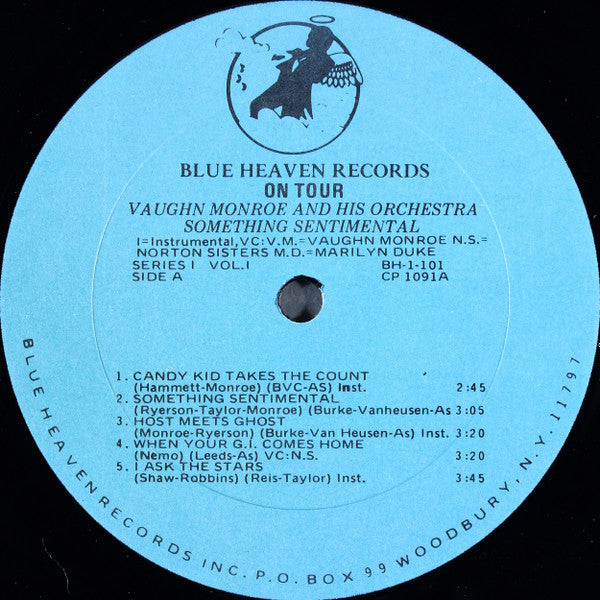 BLUE HEAVEN RECORDS
ON TOUR
VAUGHN MONROE AND HIS ORCHESTRA
SOMETHING SENTIMENTAL
I=Instrumental,VC:V.M.=VAUGHN MONROE N.S.=
NORTON SISTERS M.D.=MARILYN DUKE
SERIES I VOL.I BH-1-101
SIDE A CP 1091A
1. CANDY KID TAKES THE COUNT
(Hammett-Monroe) (BVC-AS) Inst. 2:45
2. SOMETHING SENTIMENTAL
(Ryerson-Taylor-Monroe) (Burke-Vanheusen-As 3:05
3. HOST MEETS GHOST
(Monroe-Ryerson) (Burke-Van Heusen-As) Inst. 3:20
4. WHEN YOUR G.I. COMES HOME
(Nemo) (Leeds-As) VC:N.S. 3:20
5. I ASK THE STARS
(Shaw-Robbins) (Reis-Taylor) Inst. 3:45
BLUE HEAVEN RECORDS INC. P.O. BOX 99 WOODBURY, N.Y. 11797